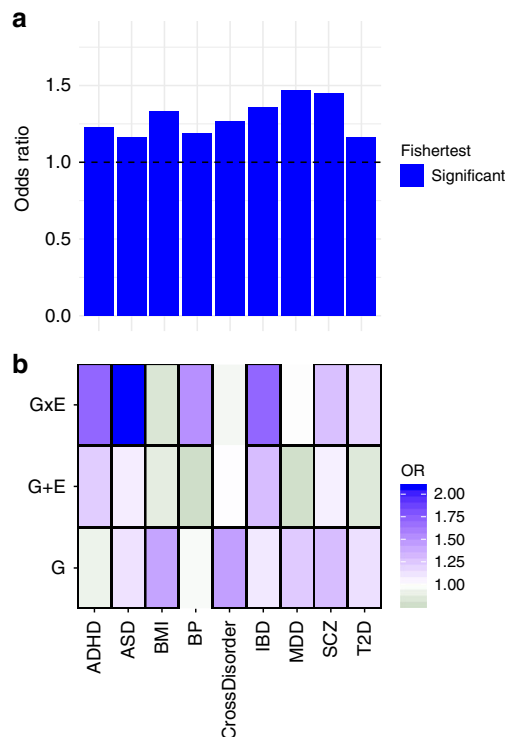 a
Odds ratio
1.5
1.0
0.5
0.0
Fishertest
Significant
b
GxE
G+E
G
OR
2.00
1.75
1.50
1.25
1.00
ADHD
ASD
BMI
BP
CrossDisorder
IBD
MDD
SCZ
T2D